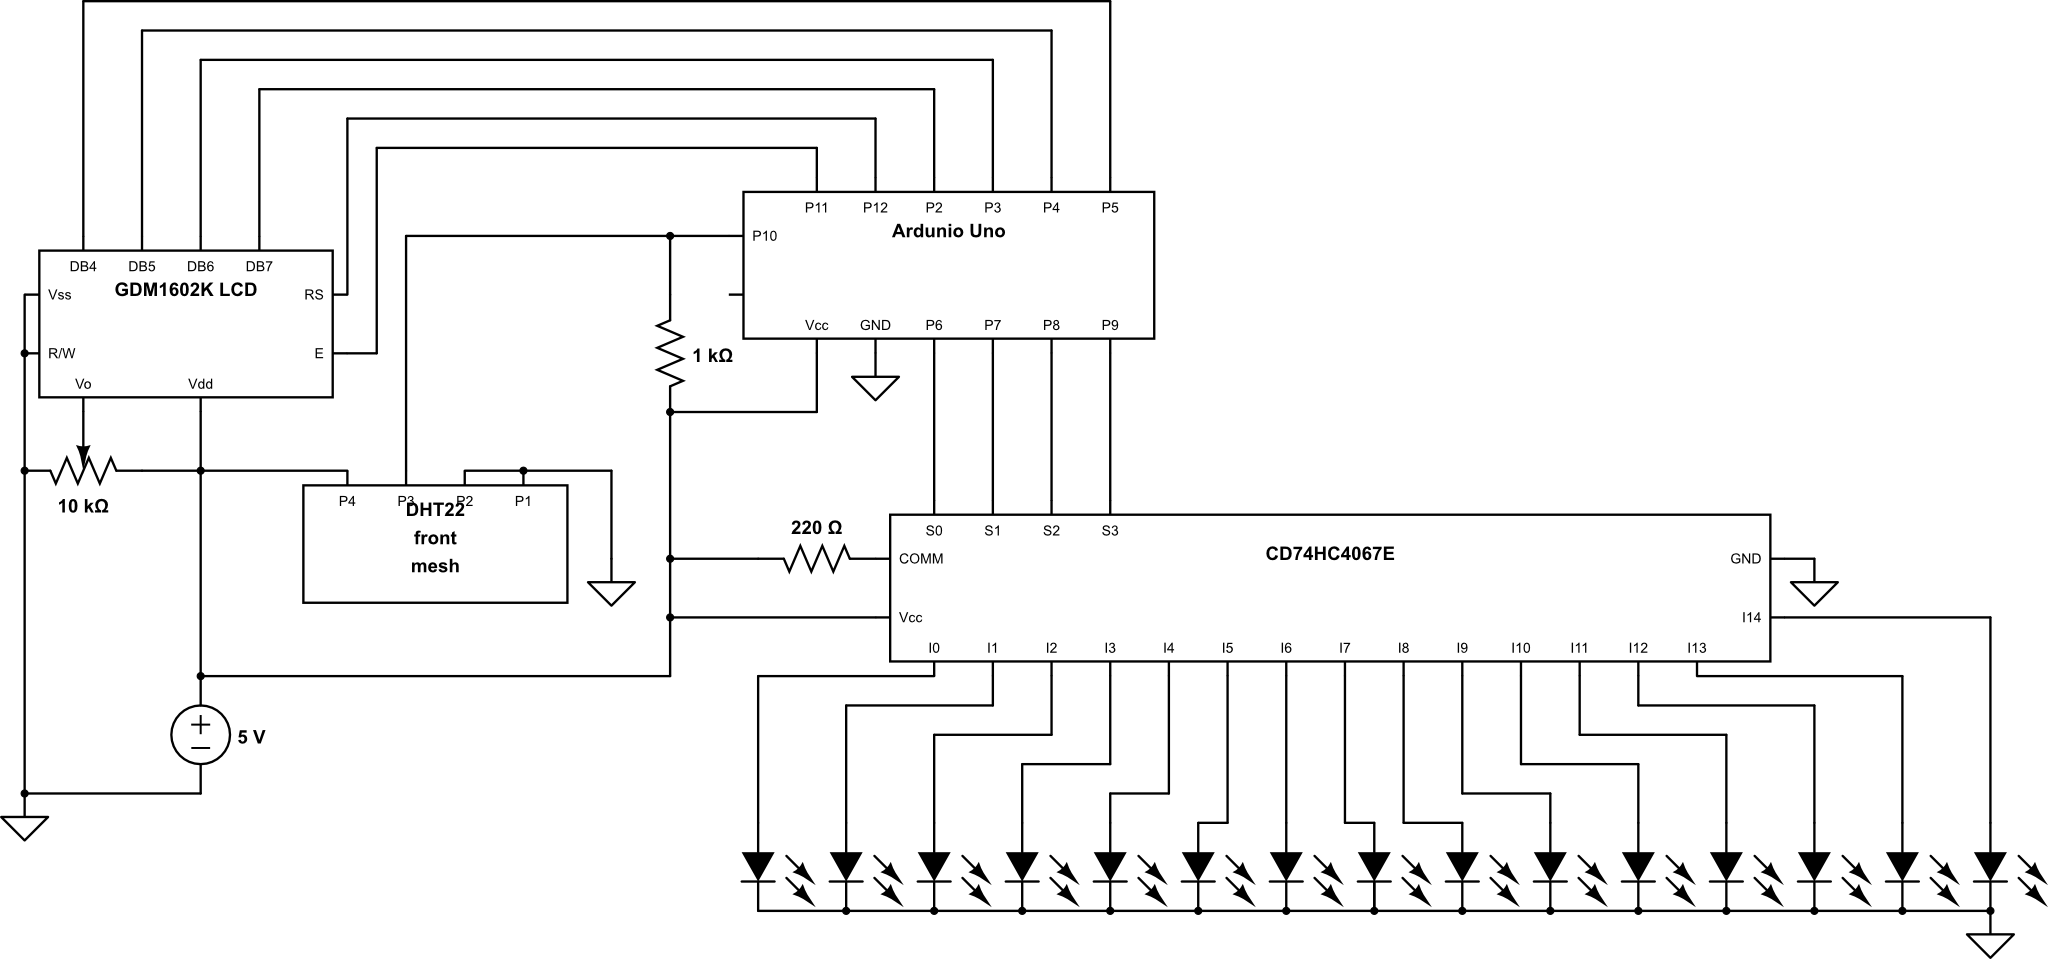 P11 P12 P2 P3 P4 P5
Ardunio Uno
P10
DB4 DB5 DB6 DB7
GDM1602K LCD
Vss RS
Vcc GND P6 P7 P8 P9
R/W E
1 kΩ
Vo Vdd
P4 P3 P2 P1
10 kΩ
DHT22
front
mesh
220 Ω
S0 S1 S2 S3
CD74HC4067E
COMM GND
Vcc I14
I0 I1 I2 I3 I4 I5 I6 I7 I8 I9 I10 I11 I12 I13
+
–
5 V